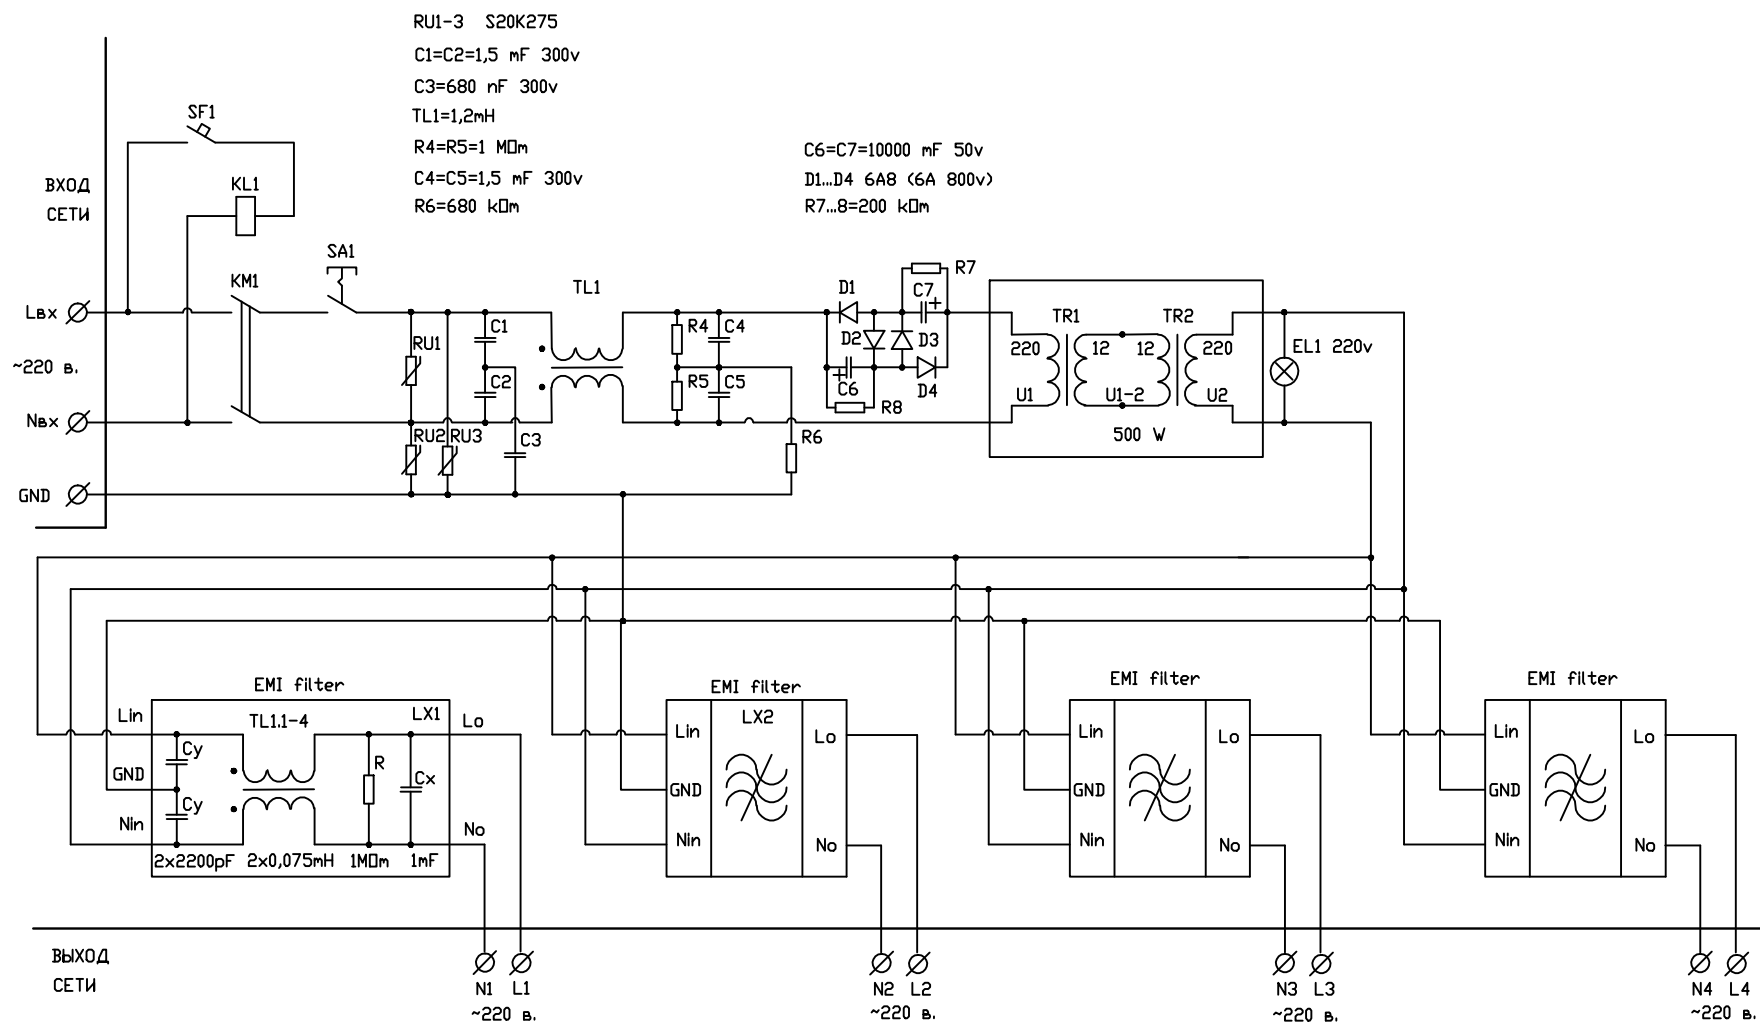 RU1-3 S20K275
C1=C2=1,5 mF 300v
C3=680 nF 300v
TL1=1,2mH
R4=R5=1 MOm
C4=C5=1,5 mF 300v
R6=680 kOm
C6=C7=10000 mF 50v
D1...D4 6A8 (6A 800v)
R7...8=200 kOm
SF1
ВХОД
СЕТИ
KL1
SA1
KM1
TL1
D1
C7
R7
Lвх
C1
R4
C4
D2
D3
TR1
TR2
RU1
220
12
12
220
EL1 220v
~220 в.
C2
R5
C5
C6
D4
U1
U1-2
U2
R8
Nвх
RU2
RU3
C3
R6
500 W
GND
EMI filter
EMI filter
EMI filter
EMI filter
Lin
TL1.1-4
LX1
Lo
LX2
Cy
Lin
Lo
Lin
Lo
Lin
Lo
GND
R
Cx
Cy
GND
GND
GND
Nin
No
Nin
No
Nin
No
Nin
No
2x2200pF
2x0,075mH
1MOm
1mF
ВЫХОД
СЕТИ
N1
L1
N2
L2
N3
L3
N4
L4
~220 в.
~220 в.
~220 в.
~220 в.